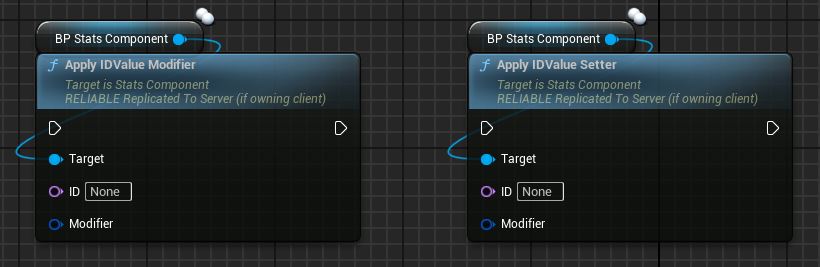 BP Stats Component
f Apply IDValue Modifier
Target is Stats Component
RELIABLE Replicated To Server (if owning client)
Target
ID None
Modifier
BP Stats Component
f Apply IDValue Setter
Target is Stats Component
RELIABLE Replicated To Server (if owning client)
Target
ID None
Modifier